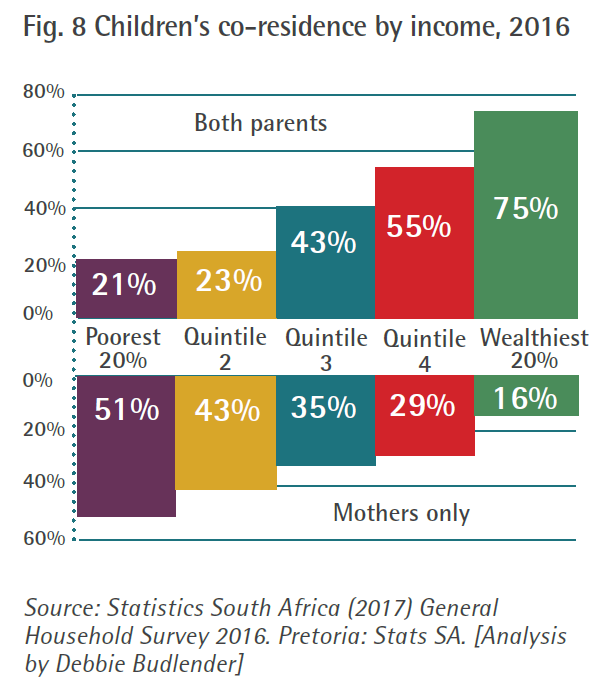 Fig. 8 Children's co-residence by income, 2016
80%
Both parents
60%
40%
20%
0%
21%
23%
43%
55%
75%
Poorest 20%
Quintile 2
Quintile 3
Quintile 4
Wealthiest 20%
0%
20%
40%
60%
51%
43%
35%
29%
16%
Mothers only
Source: Statistics South Africa (2017) General
Household Survey 2016. Pretoria: Stats SA. [Analysis
by Debbie Budlender]